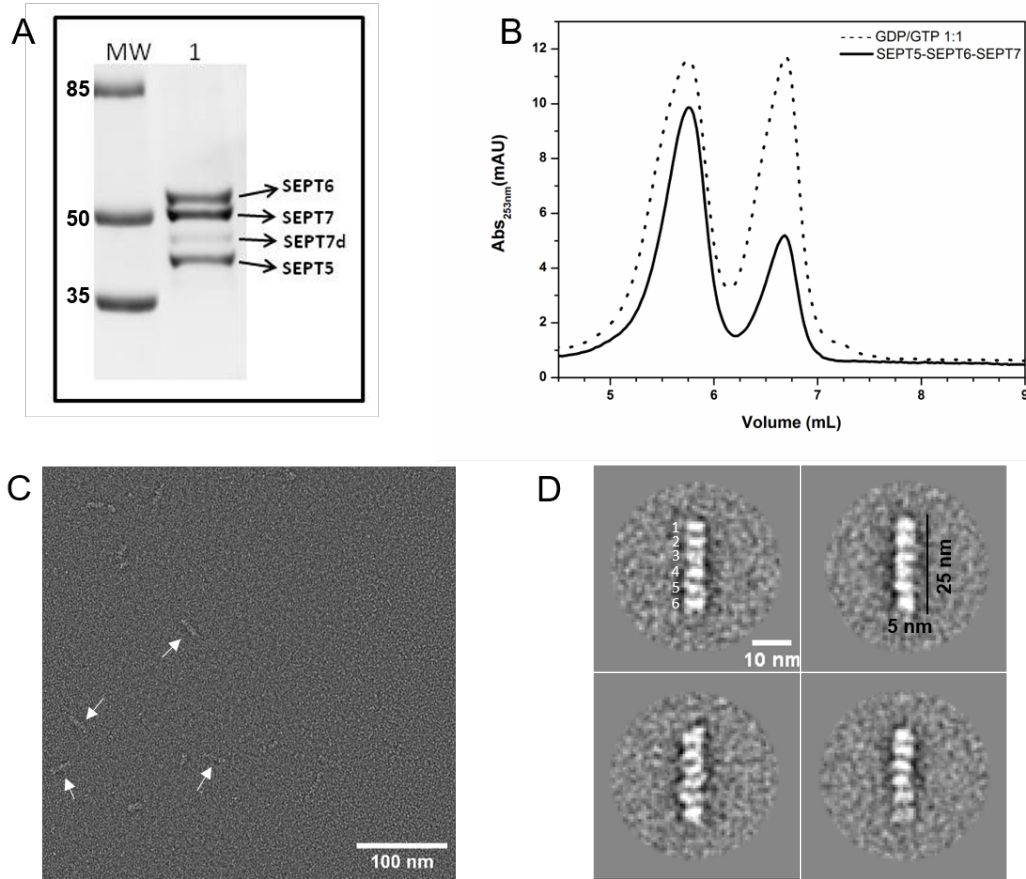 A
MW 1
85
50
35
SEPT6
SEPT7
SEPT7d
SEPT5
B
GDP/GTP 1:1
SEPT5-SEPT6-SEPT7
Abs253nm(mAU)
12
10
8
6
4
2
0
5 6 7 8 9
Volume (mL)
C
100 nm
D
1
2
3
4
5
6
10 nm
25 nm
5 nm